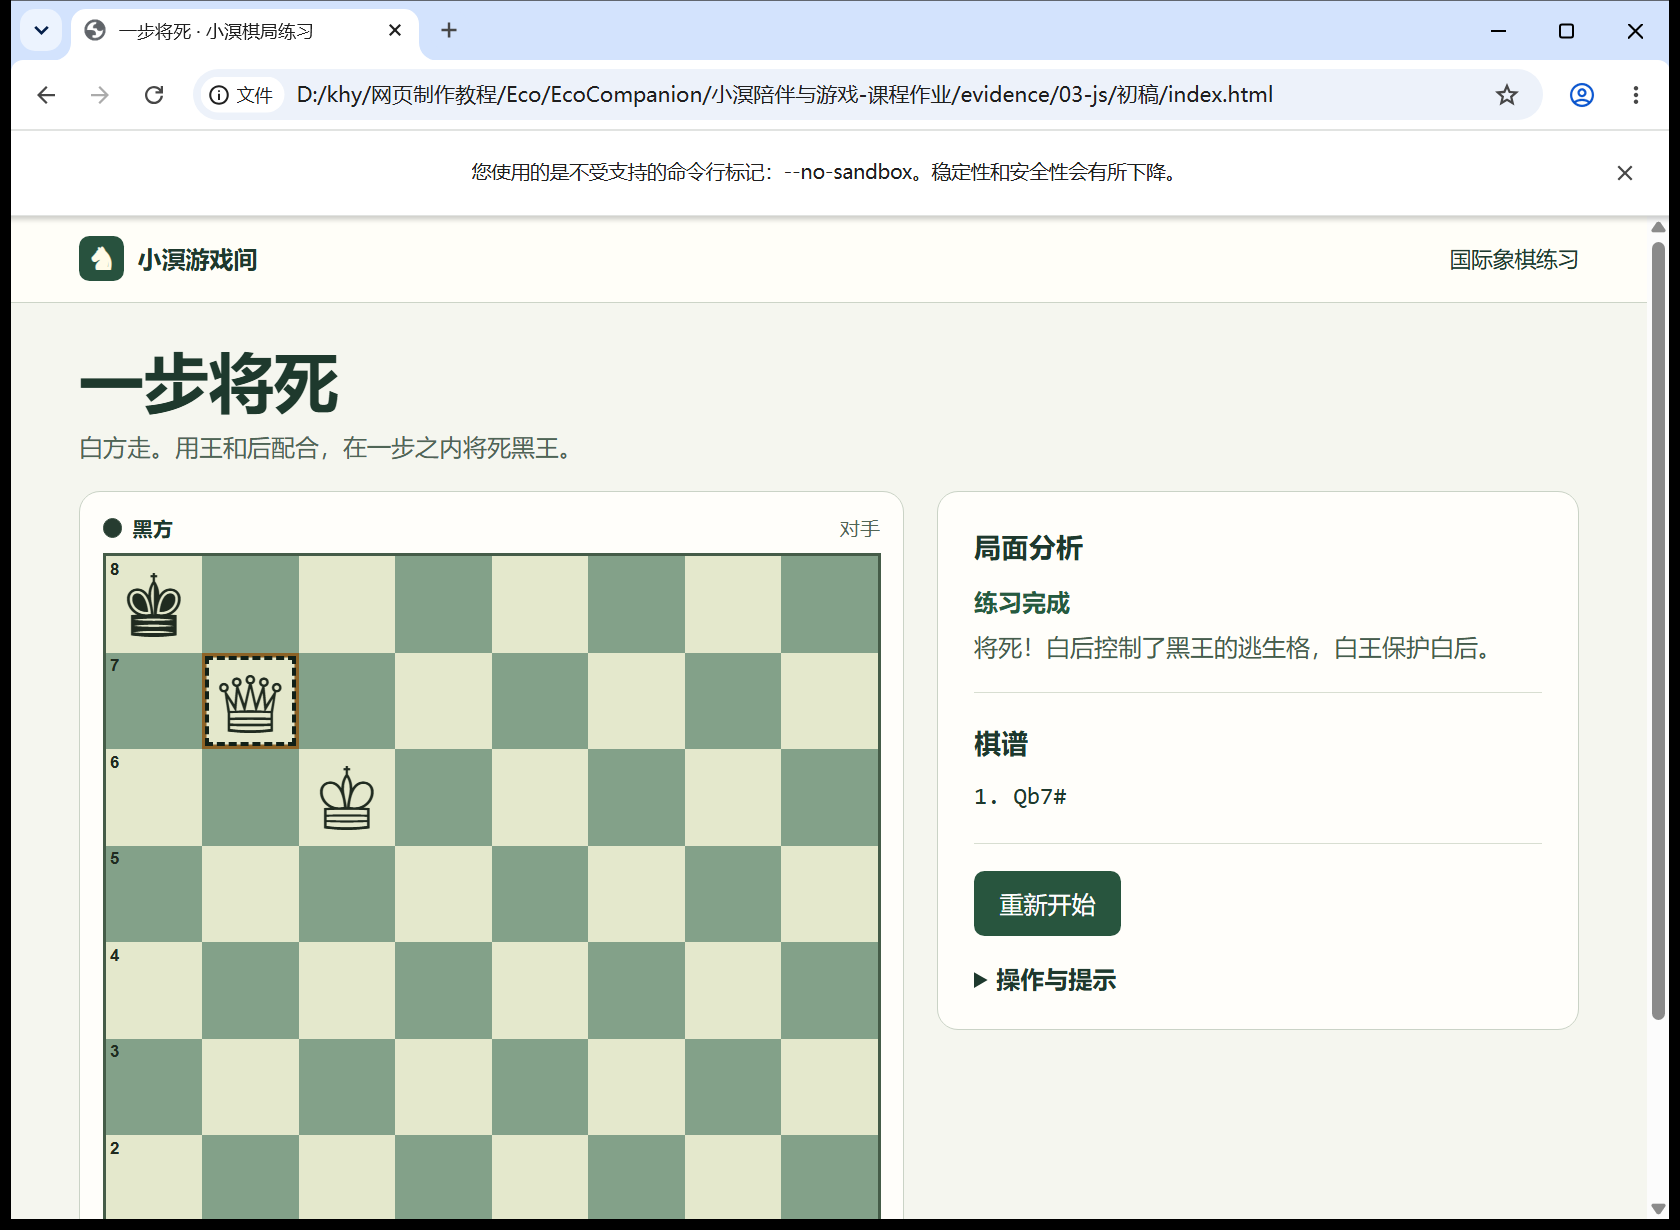 一步将死 · 小溟棋局练习
文件
D:/khy/网页制作教程/Eco/EcoCompanion/小溟陪伴与游戏-课程作业/evidence/03-js/初稿/index.html
您使用的是不受支持的命令行标记：--no-sandbox。稳定性和安全性会有所下降。
小溟游戏间
国际象棋练习
一步将死
白方走。用王和后配合，在一步之内将死黑王。
黑方
对手
8
7
6
5
4
3
2
局面分析
练习完成
将死！白后控制了黑王的逃生格，白王保护白后。
棋谱
1. Qb7#
重新开始
操作与提示